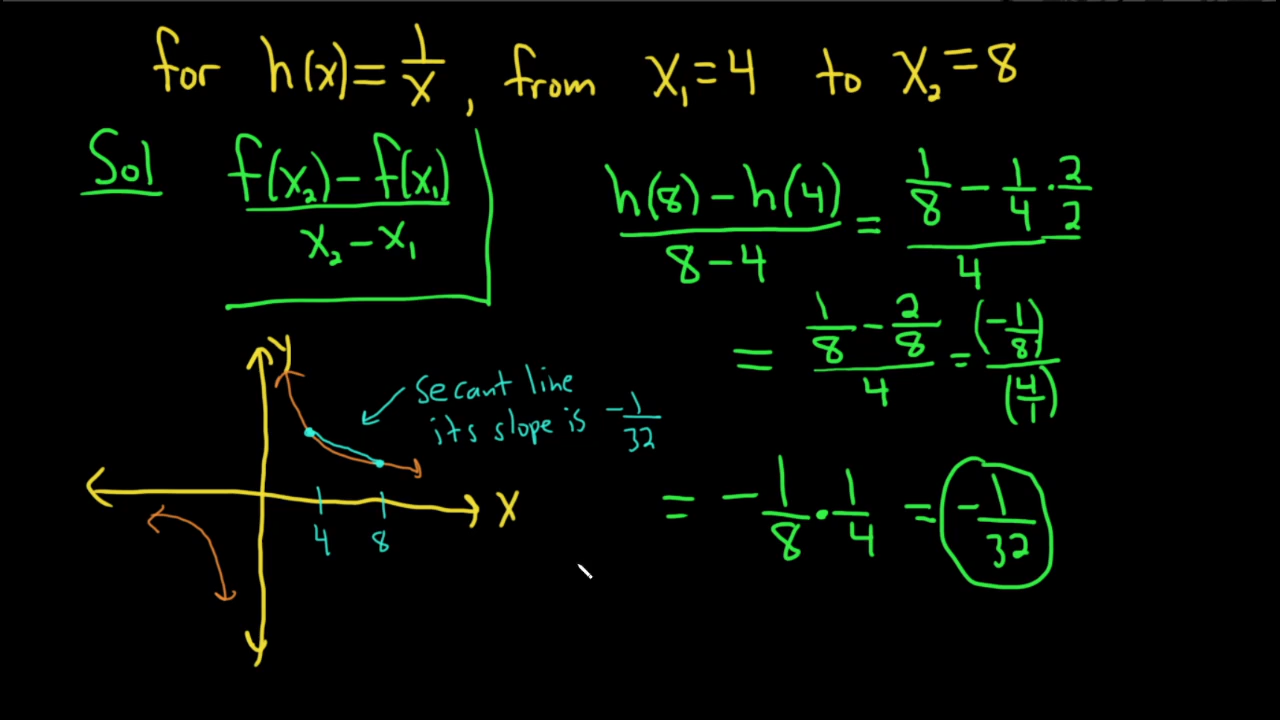 for h(x) = 1/x, from x₁ = 4 to x₂ = 8
Sol
f(x₂) − f(x₁) / x₂ − x₁
h(8) − h(4) / 8 − 4 = 1/8 − 1/4 · 2/2 / 4
= 1/8 − 2/8 / 4 = (−1/8) / (4/1)
= −1/8 · 1/4 = −1/32
y
secant line
its slope is −1/32
x
4 8